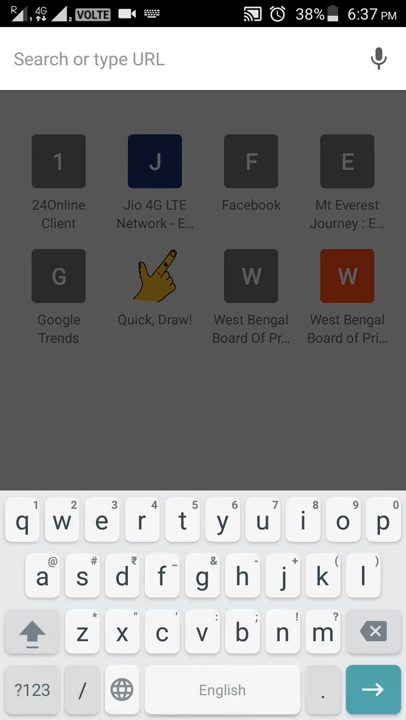 R 1 4G 2 VOLTE 38% 6:37 PM
Search or type URL
1 J F E
24Online Client
Jio 4G LTE Network - E...
Facebook
Mt Everest Journey : E...
G W W
Google Trends
Quick, Draw!
West Bengal Board Of Pr...
West Bengal Board of Pri...
1 2 3 4 5 6 7 8 9 0
q w e r t y u i o p
@ # ₹ _ & - + ( )
a s d f g h j k l
* " ' : ; ! ?
z x c v b n m
?123 / English .